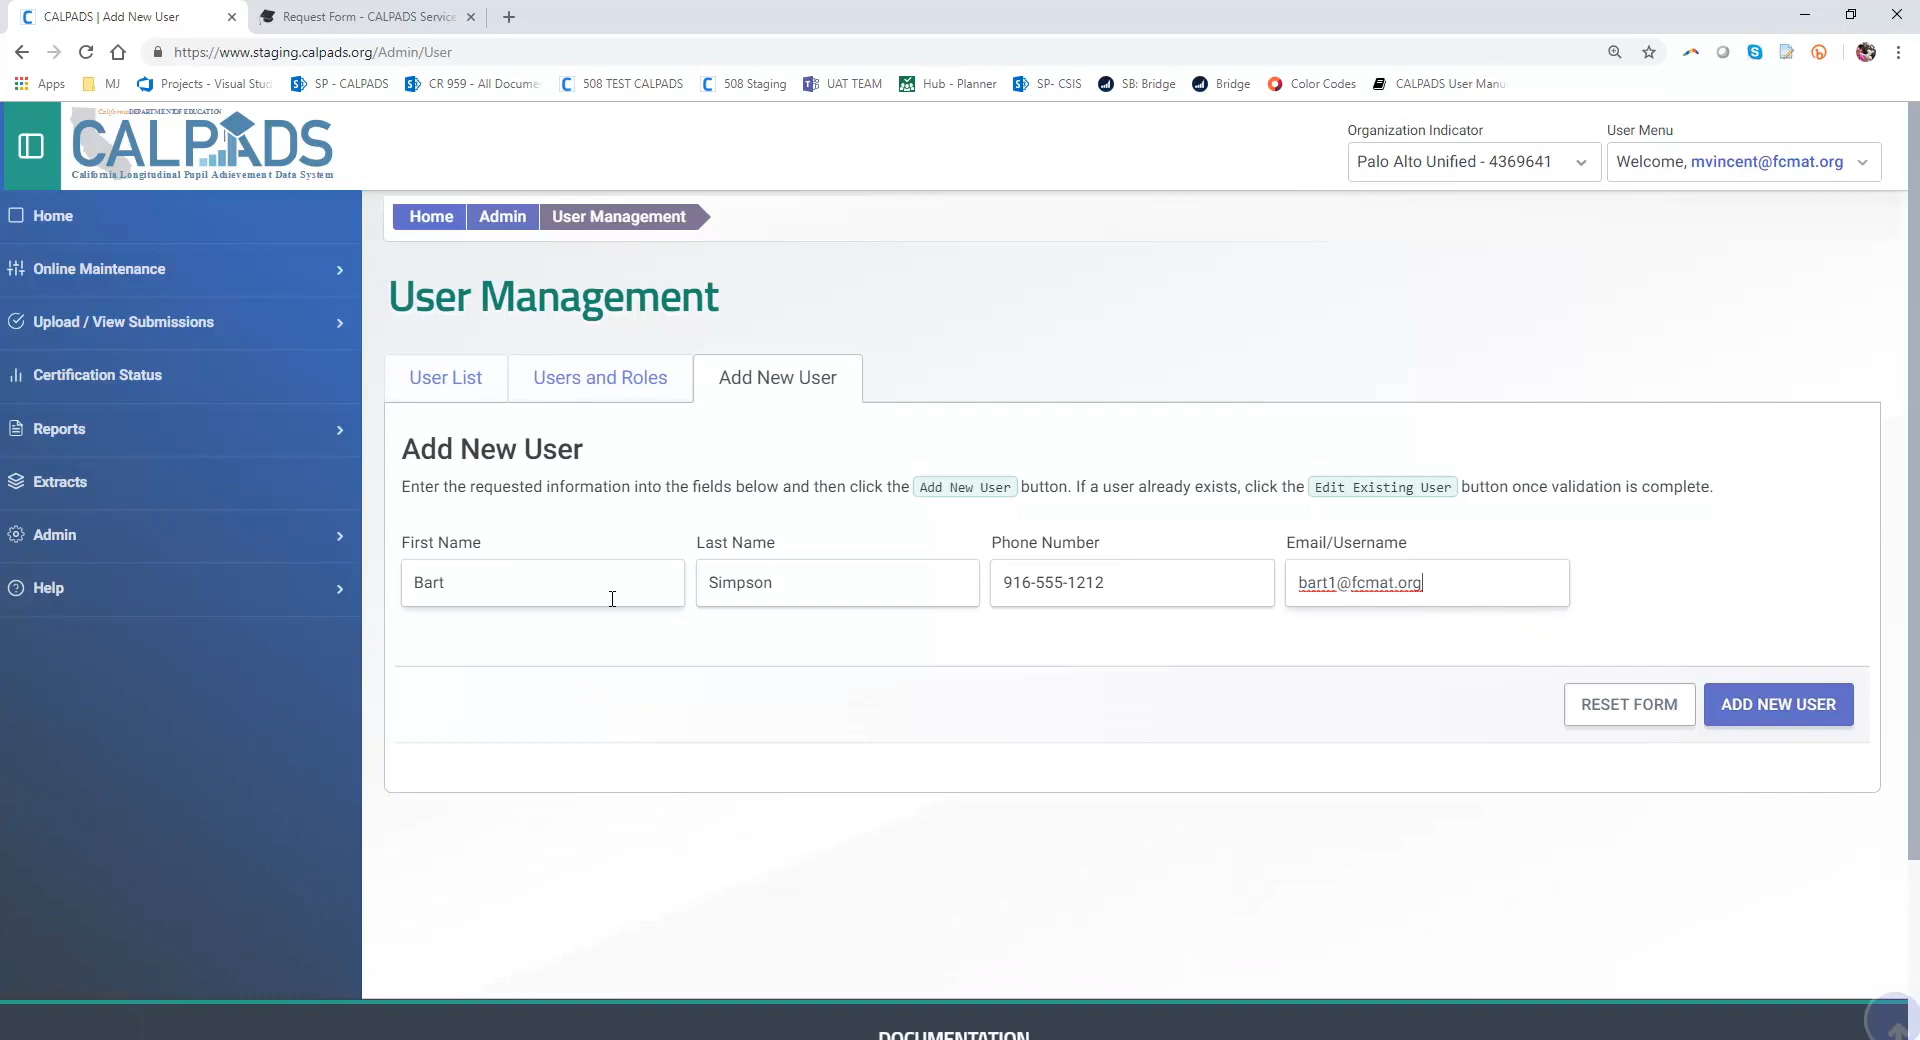 CALPADS | Add New User
Request Form - CALPADS Service
https://www.staging.calpads.org/Admin/User
Apps
MJ
Projects - Visual Stud
SP - CALPADS
CR 959 - All Docume
508 TEST CALPADS
508 Staging
UAT TEAM
Hub - Planner
SP- CSIS
SB: Bridge
Bridge
Color Codes
CALPADS User Manu
California DEPARTMENT OF EDUCATION
CALPADS
California Longitudinal Pupil Achievement Data System
Organization Indicator
Palo Alto Unified - 4369641
User Menu
Welcome, mvincent@fcmat.org
Home
Online Maintenance
Upload / View Submissions
Certification Status
Reports
Extracts
Admin
Help
Home
Admin
User Management
User Management
User List
Users and Roles
Add New User
Add New User
Enter the requested information into the fields below and then click the Add New User button. If a user already exists, click the Edit Existing User button once validation is complete.
First Name
Last Name
Phone Number
Email/Username
Bart
Simpson
916-555-1212
bart1@fcmat.org
RESET FORM
ADD NEW USER
DOCUMENTATION